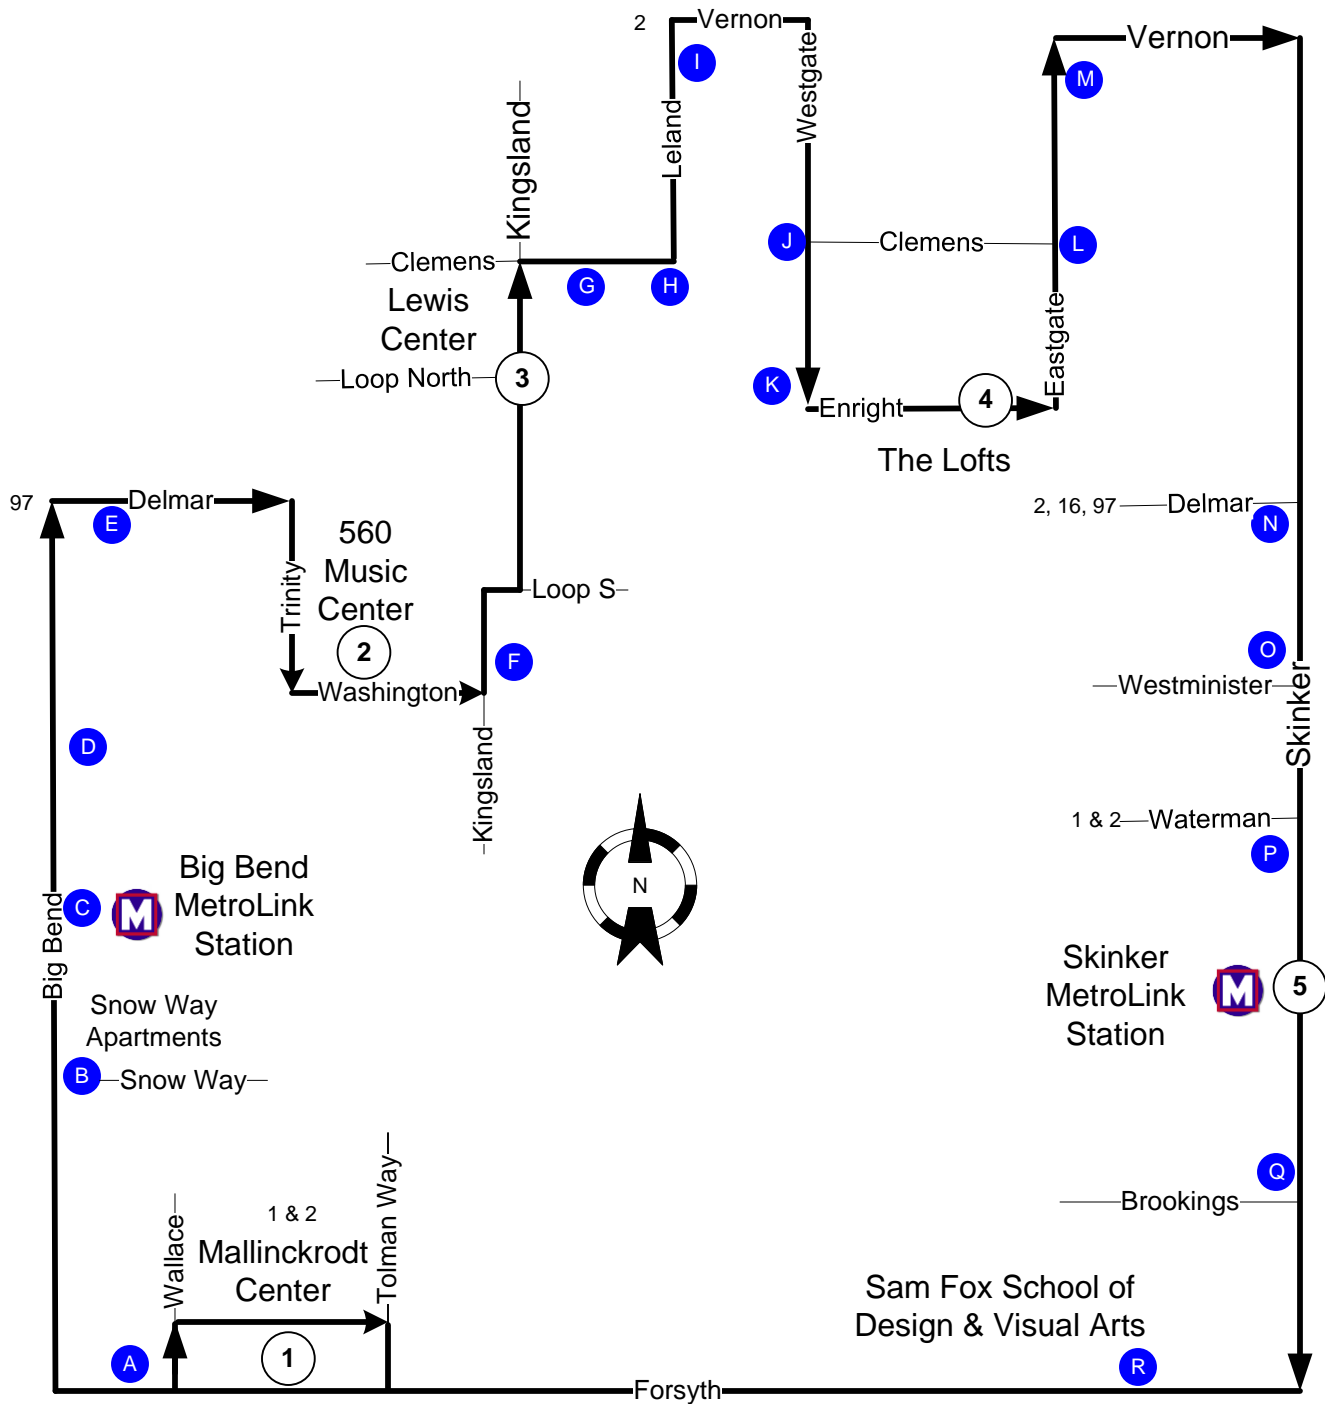 2
Vernon
Vernon
I
M
Westgate
Leland
Kingsland
J
Clemens
L
Clemens
G
H
Lewis
Center
Loop North
3
K
Eastgate
Enright
4
The Lofts
97
E
Delmar
560
Music
Center
2
Trinity
Washington
Loop S
F
Kingsland
2, 16, 97
Delmar
N
O
Westminister
Skinker
1 & 2
Waterman
P
D
C
M
Big Bend
MetroLink
Station
Big Bend
N
Skinker
MetroLink
Station
M
5
Snow Way
Apartments
B
Snow Way
Q
Brookings
Wallace
1 & 2
Mallinckrodt
Center
Tolman Way
A
1
Sam Fox School of
Design & Visual Arts
R
Forsyth